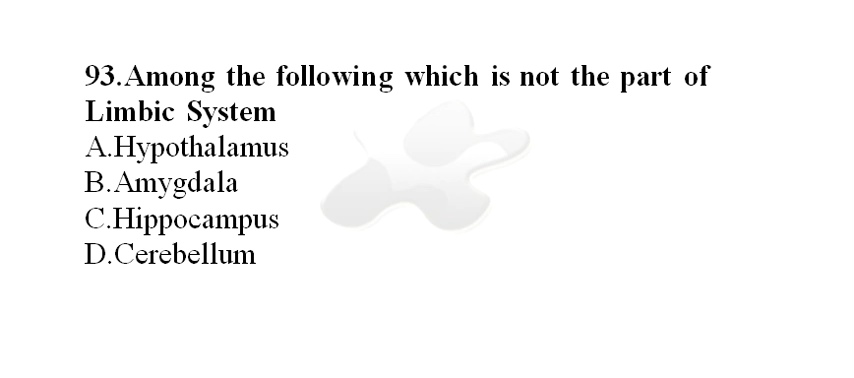 93.Among the following which is not the part of
Limbic System
A.Hypothalamus
B.Amygdala
C.Hippocampus
D.Cerebellum